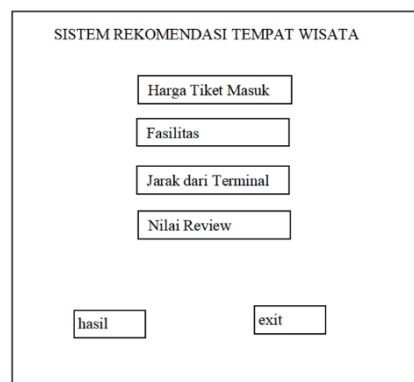 SISTEM REKOMENDASI TEMPAT WISATA
Harga Tiket Masuk
Fasilitas
Jarak dari Terminal
Nilai Review
hasil
exit